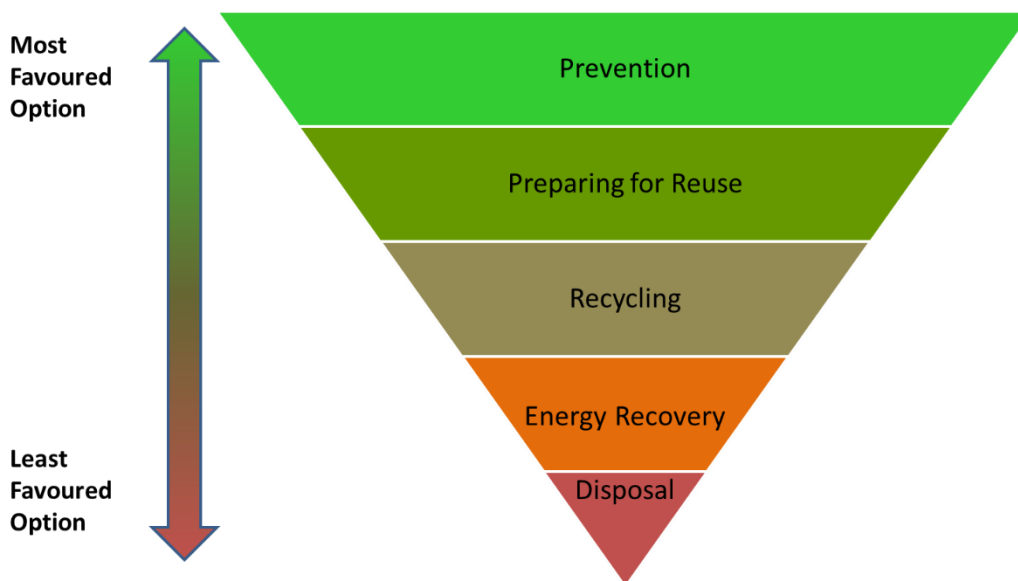 Most
Favoured
Option
Prevention
Preparing for Reuse
Recycling
Energy Recovery
Least
Favoured
Option
Disposal